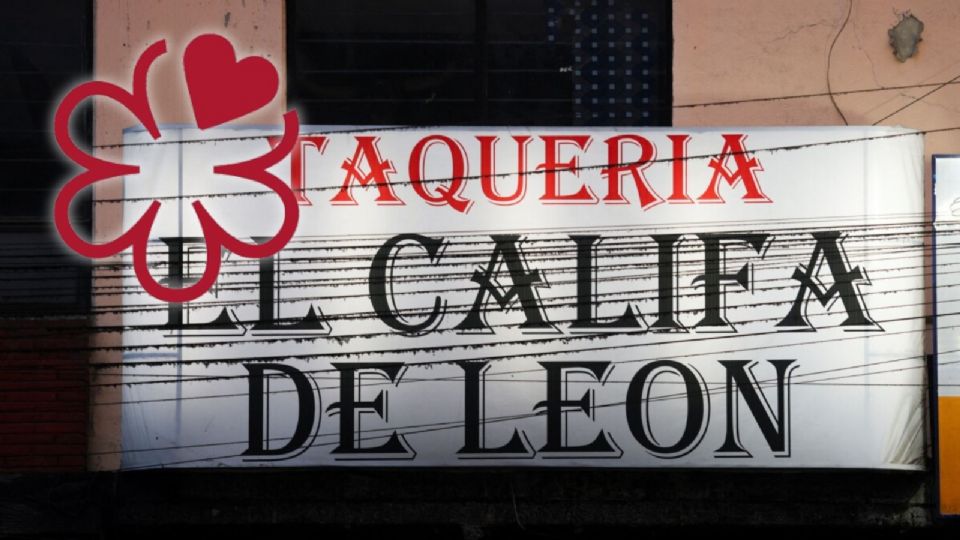 TAQUERIA
EL CALIFA
DE LEON